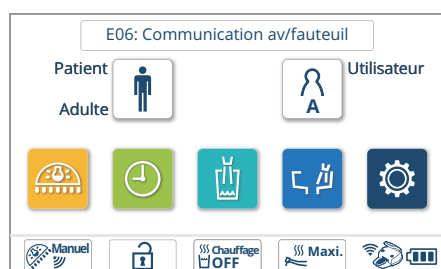 E06: Communication av/fauteuil
Patient
Utilisateur
Adulte
A
Manuel
Chauffage
OFF
Maxi.